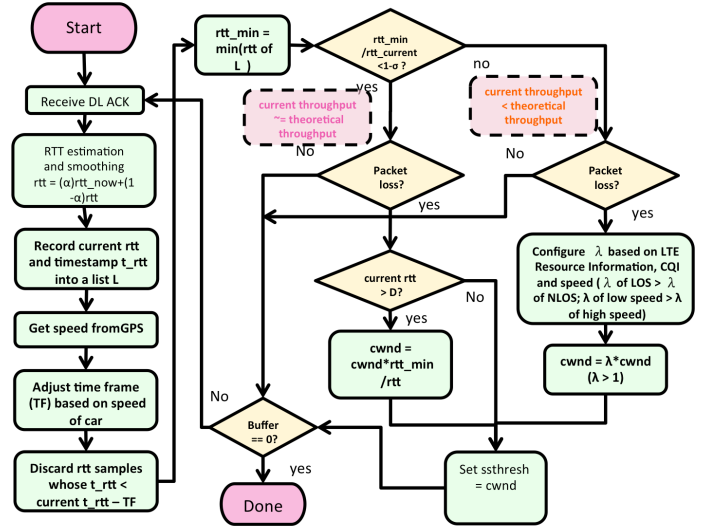 Start
Receive DL ACK
RTT estimation
and smoothing
rtt = (α)rtt_now+(1
-α)rtt
Record current rtt
and timestamp t_rtt
into a list L
Get speed fromGPS
Adjust time frame
(TF) based on speed
of car
Discard rtt samples
whose t_rtt <
current t_rtt – TF
rtt_min =
min(rtt of
L )
rtt_min
/rtt_current
<1-σ ?
yes
no
current throughput
~= theoretical
throughput
current throughput
< theoretical
throughput
No
Packet
loss?
yes
No
Packet
loss?
yes
current rtt
> D?
No
yes
cwnd =
cwnd*rtt_min
/rtt
Configure λ based on LTE
Resource Information, CQI
and speed ( λ of LOS > λ
of NLOS; λ of low speed > λ
of high speed)
cwnd = λ*cwnd
(λ > 1)
No
Buffer
== 0?
yes
Done
Set ssthresh
= cwnd